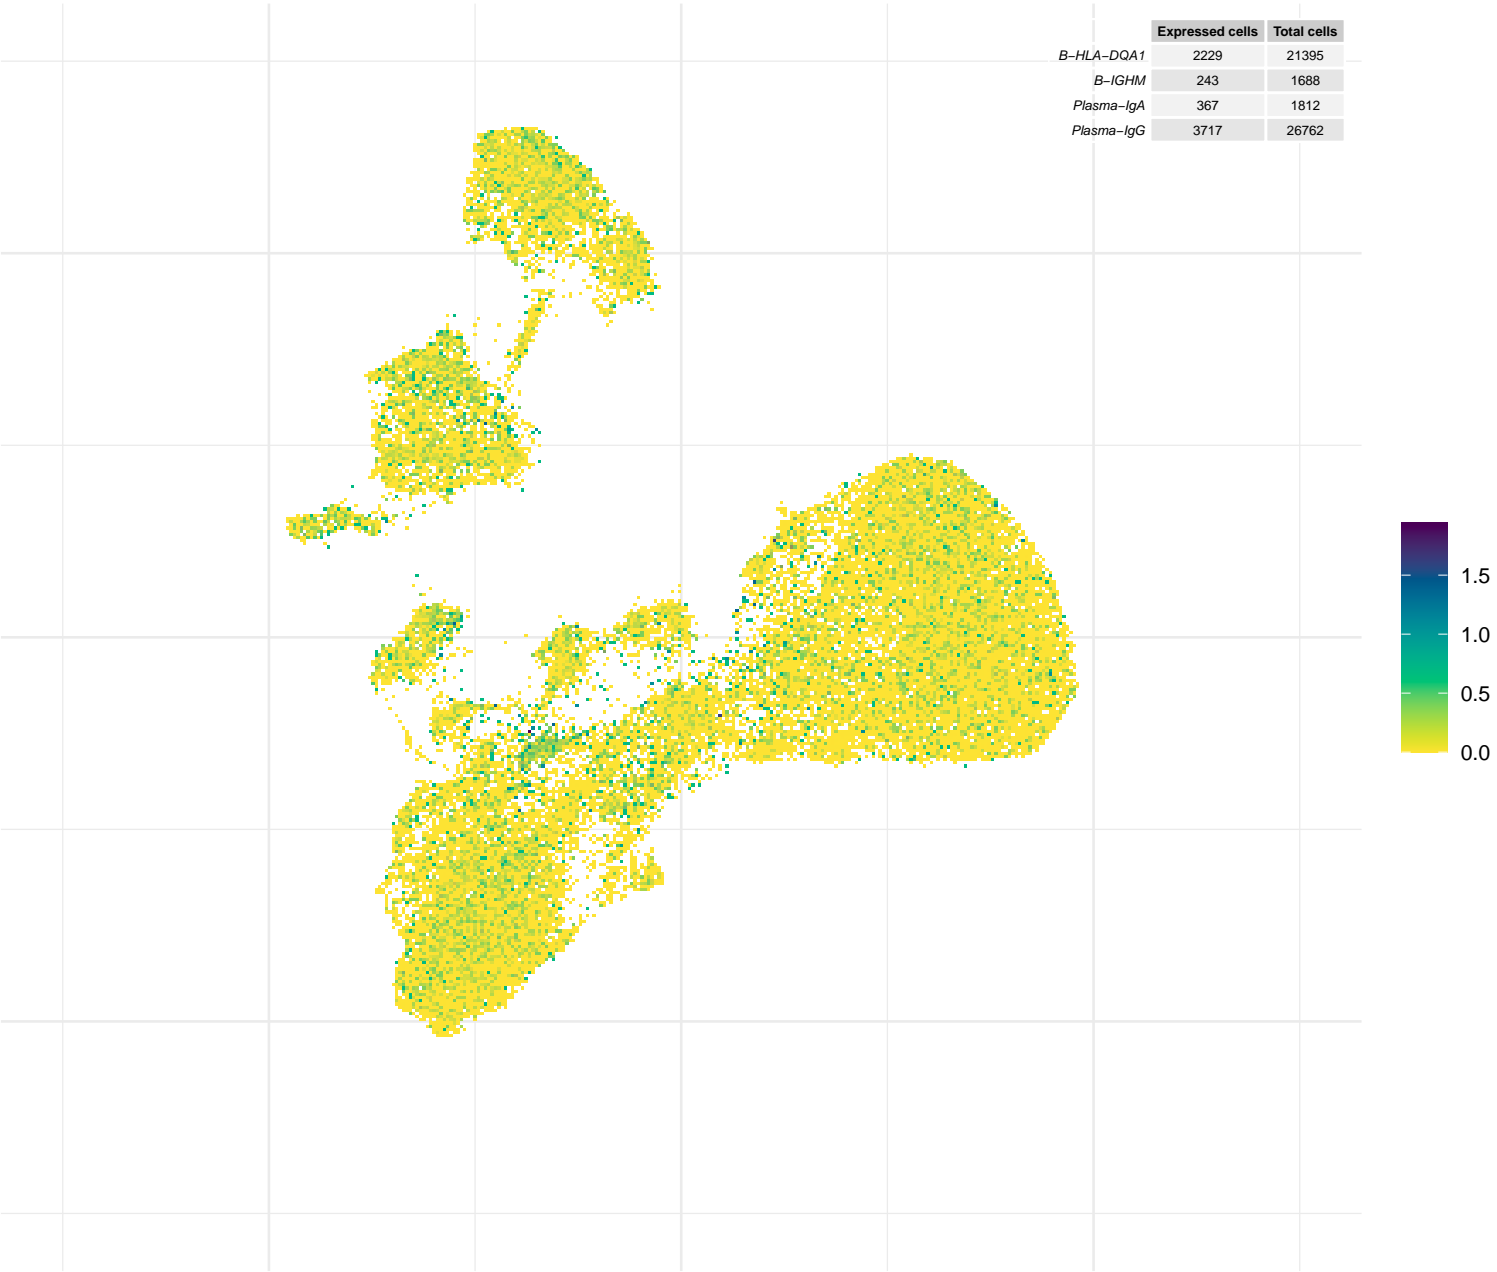 Expressed cells Total cells
B−HLA−DQA1 2229 21395
B−IGHM 243 1688
Plasma−IgA 367 1812
Plasma−IgG 3717 26762
1.5
1.0
0.5
0.0